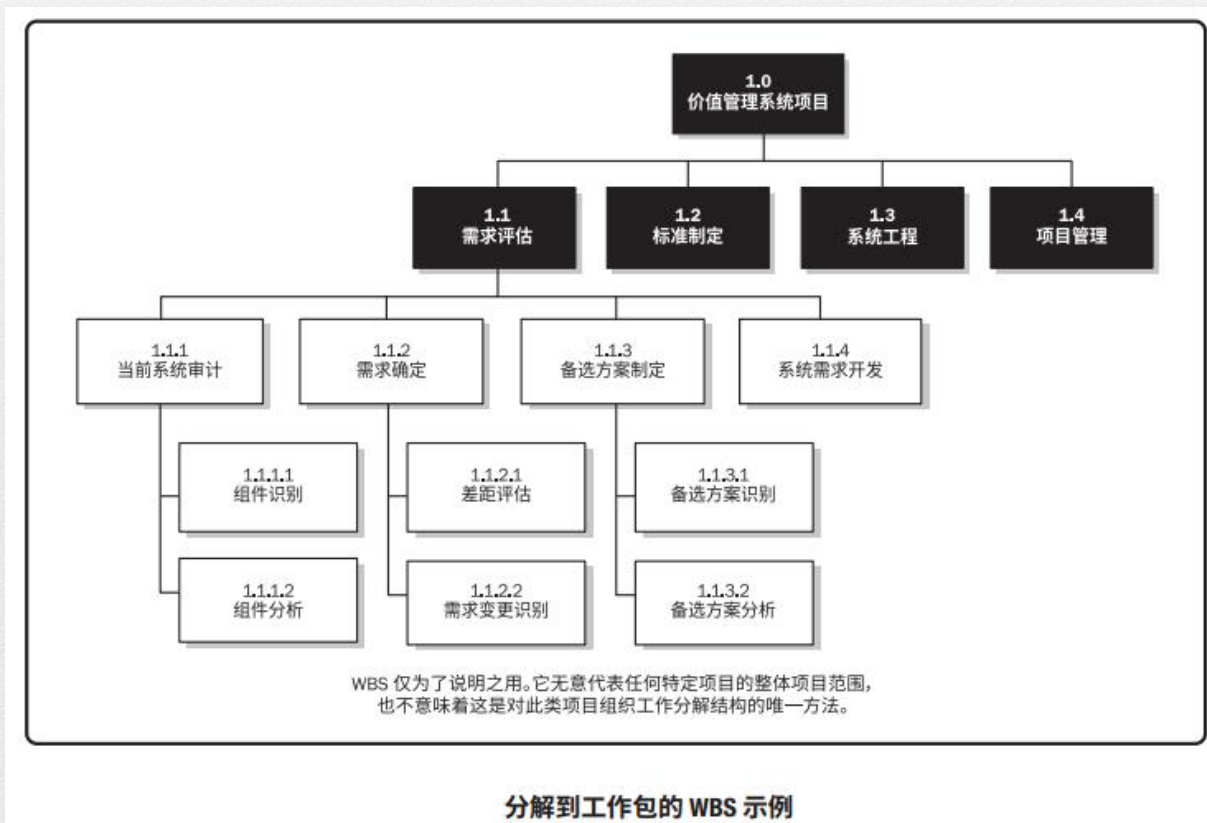 1.0
价值管理系统项目
1.1
需求评估
1.2
标准制定
1.3
系统工程
1.4
项目管理
1.1.1
当前系统审计
1.1.2
需求确定
1.1.3
备选方案制定
1.1.4
系统需求开发
1.1.1.1
组件识别
1.1.2.1
差距评估
1.1.3.1
备选方案识别
1.1.1.2
组件分析
1.1.2.2
需求变更识别
1.1.3.2
备选方案分析
WBS 仅为了说明之用。它无意代表任何特定项目的整体项目范围，
也不意味着这是对此类项目组织工作分解结构的唯一方法。
分解到工作包的 WBS 示例